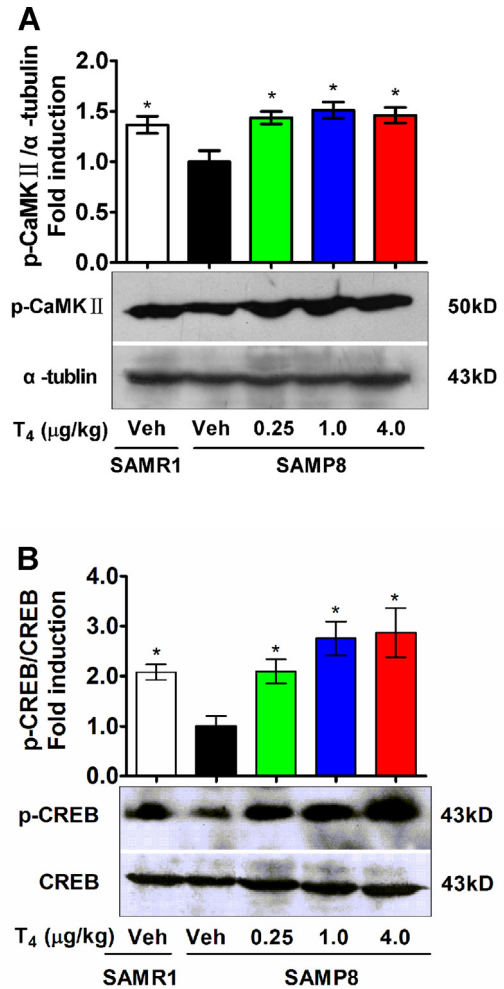 A
p-CaMKⅡ/α-tubulin
Fold induction
2.0
1.5
1.0
0.5
0.0
* * * *
p-CaMKⅡ 50kD
α-tublin 43kD
T4 (μg/kg) Veh Veh 0.25 1.0 4.0
SAMR1 SAMP8
B
p-CREB/CREB
Fold induction
4.0
3.0
2.0
1.0
0.0
* * * *
p-CREB 43kD
CREB 43kD
T4 (μg/kg) Veh Veh 0.25 1.0 4.0
SAMR1 SAMP8